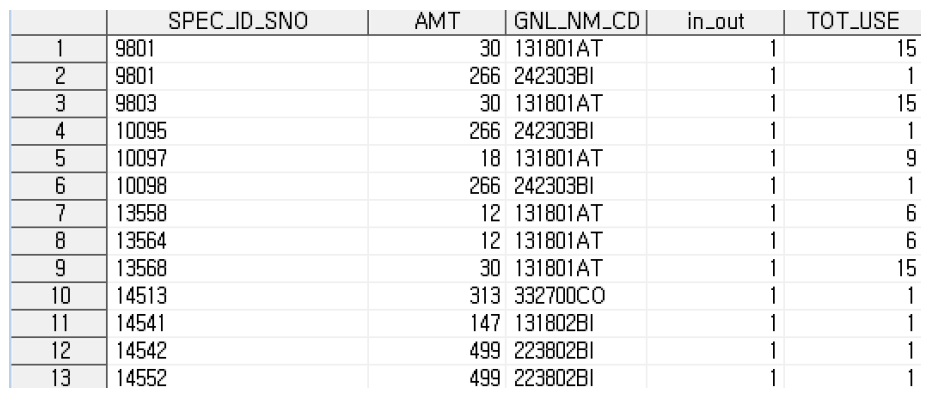 SPEC_ID_SNO AMT GNL_NM_CD in_out TOT_USE
1 9801 30 131801AT 1 15
2 9801 266 242303BI 1 1
3 9803 30 131801AT 1 15
4 10095 266 242303BI 1 1
5 10097 18 131801AT 1 9
6 10098 266 242303BI 1 1
7 13558 12 131801AT 1 6
8 13564 12 131801AT 1 6
9 13568 30 131801AT 1 15
10 14513 313 332700CO 1 1
11 14541 147 131802BI 1 1
12 14542 499 223802BI 1 1
13 14552 499 223802BI 1 1